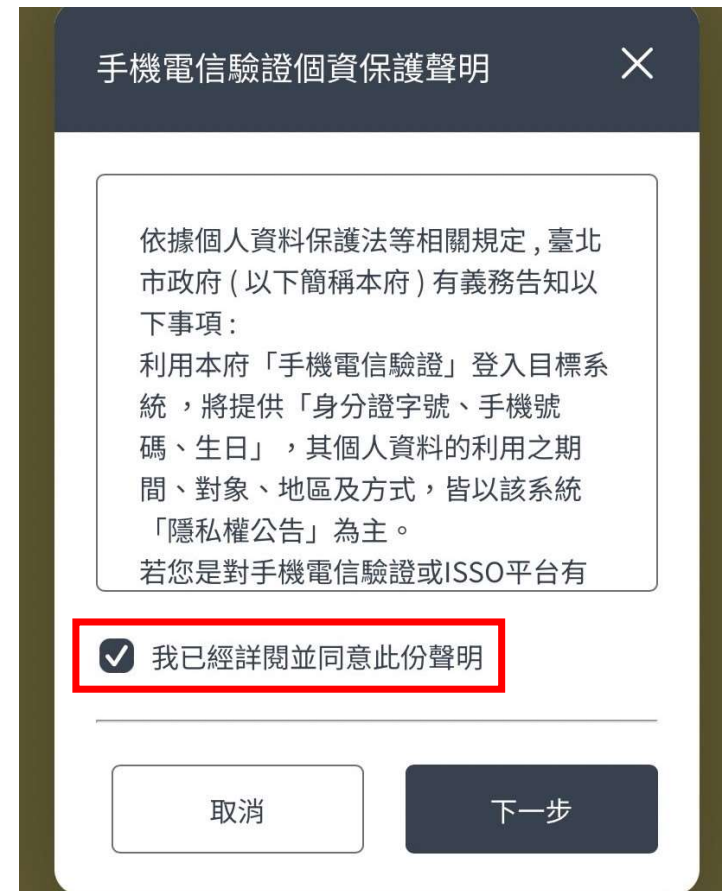 手機電信驗證個資保護聲明
依據個人資料保護法等相關規定 , 臺北
市政府 ( 以下簡稱本府 ) 有義務告知以
下事項 :
利用本府「手機電信驗證」登入目標系
統 ，將提供「身分證字號、手機號
碼、生日」，其個人資料的利用之期
間、對象、地區及方式，皆以該系統
「隱私權公告」為主。
若您是對手機電信驗證或ISSO平台有
我已經詳閱並同意此份聲明
取消
下一步